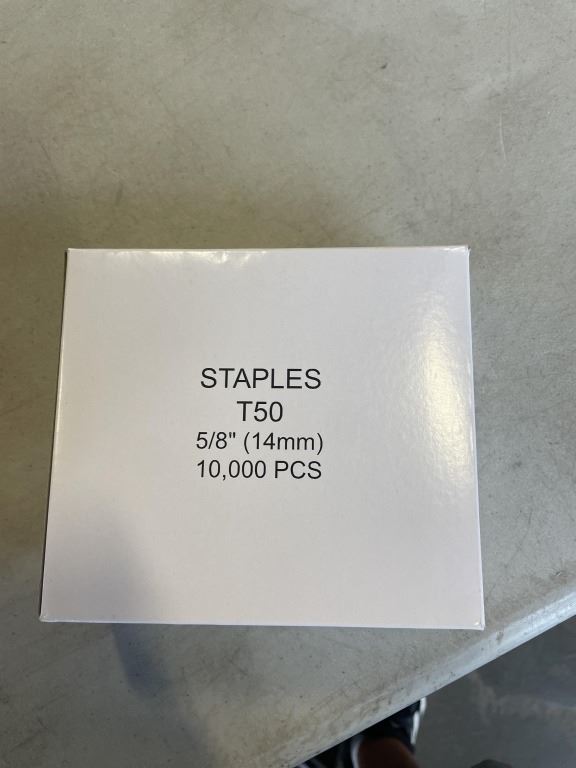 STAPLES
T50
5/8" (14mm)
10,000 PCS